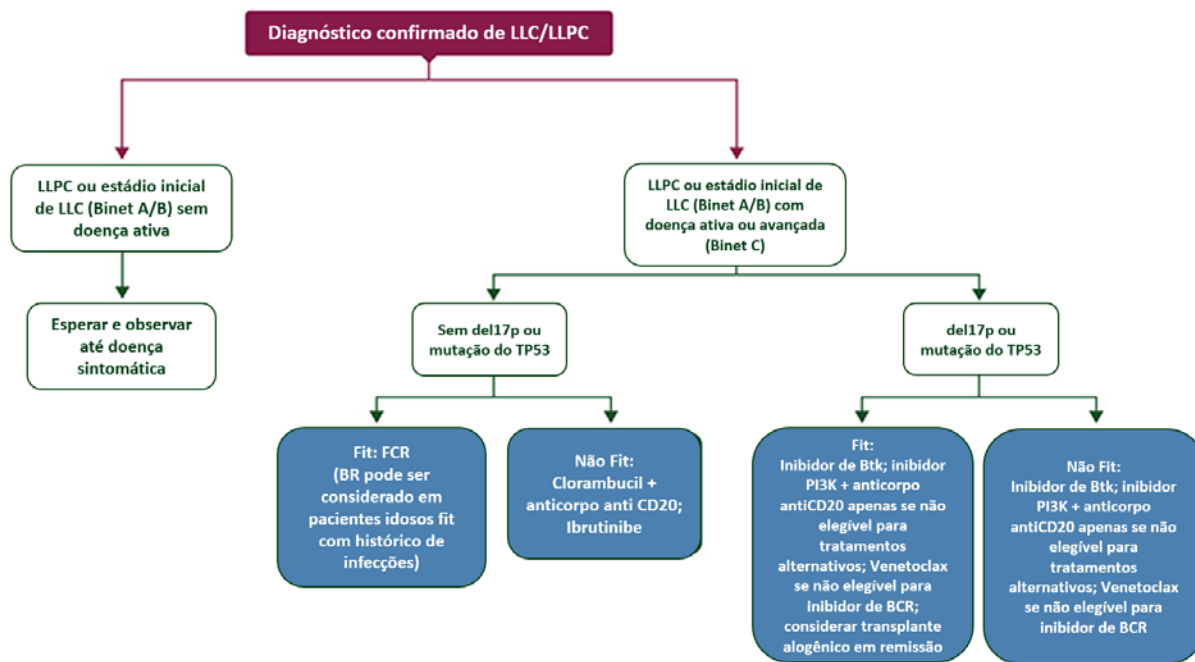 Diagnóstico confirmado de LLC/LLPC
LLPC ou estádio inicial
de LLC (Binet A/B) sem
doença ativa
LLPC ou estádio inicial de
LLC (Binet A/B) com
doença ativa ou avançada
(Binet C)
Esperar e observar
até doença
sintomática
Sem del17p ou
mutação do TP53
del17p ou
mutação do TP53
Fit: FCR
(BR pode ser
considerado em
pacientes idosos fit
com histórico de
infecções)
Não Fit:
Clorambucil +
anticorpo anti CD20;
Ibrutinibe
Fit:
Inibidor de Btk; inibidor
PI3K + anticorpo
antiCD20 apenas se não
elegível para
tratamentos
alternativos; Venetoclax
se não elegível para
inibidor de BCR;
considerar transplante
alogênico em remissão
Não Fit:
Inibidor de Btk; inibidor
PI3K + anticorpo
antiCD20 apenas se não
elegível para
tratamentos
alternativos; Venetoclax
se não elegível para
inibidor de BCR